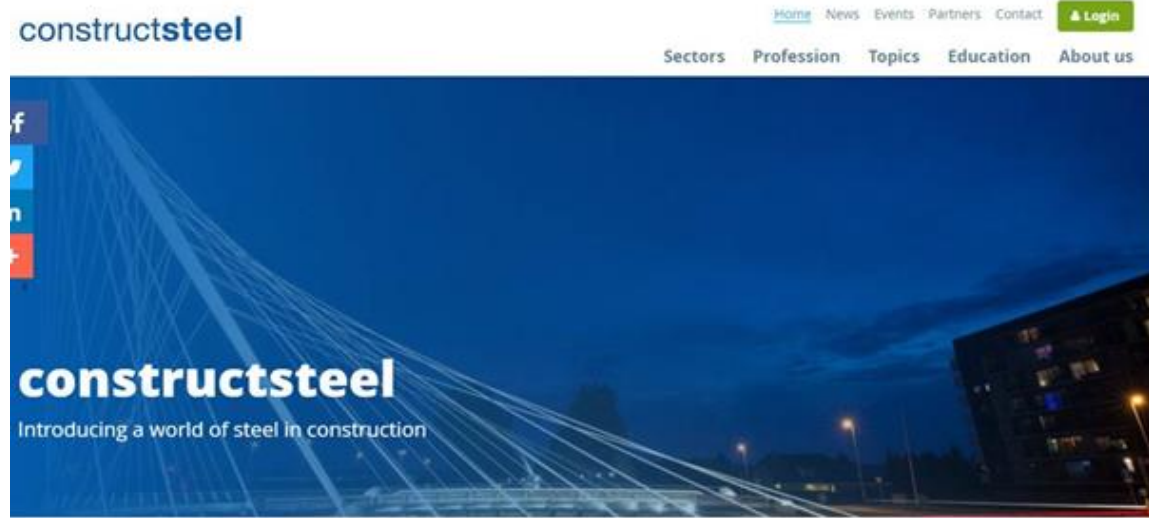 Home News Events Partners Contact Login
constructsteel
Sectors Profession Topics Education About us
f
n
+
constructsteel
Introducing a world of steel in construction